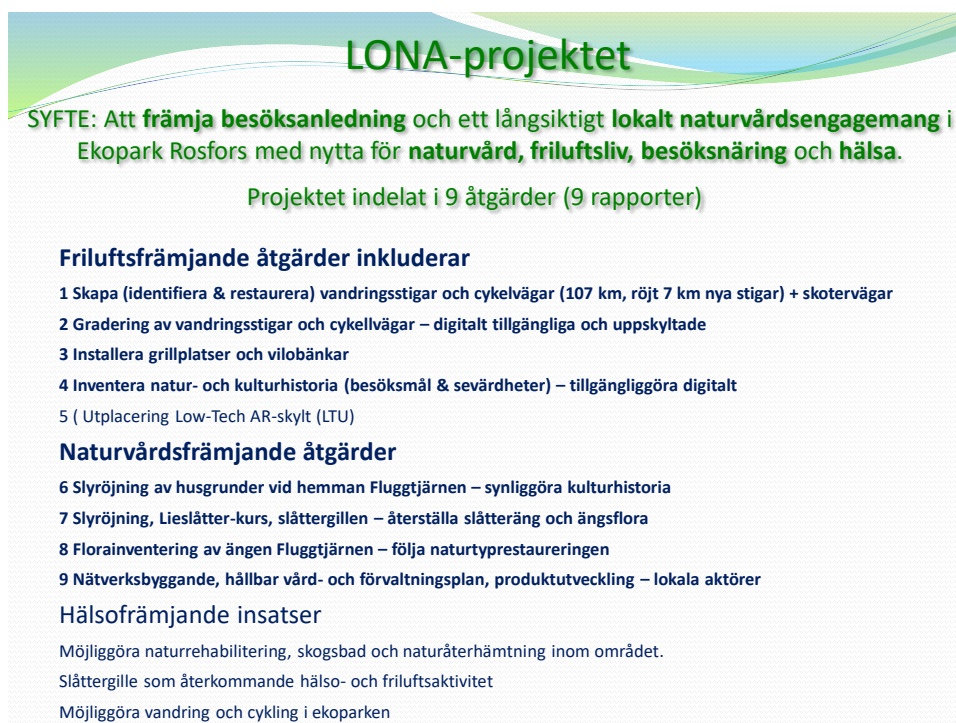 LONA-projektet
SYFTE: Att främja besöksanledning och ett långsiktigt lokalt naturvårdsengagemang i
Ekopark Rosfors med nytta för naturvård, friluftsliv, besöksnäring och hälsa.
Projektet indelat i 9 åtgärder (9 rapporter)
Friluftsfrämjande åtgärder inkluderar
1 Skapa (identifiera & restaurera) vandringsstigar och cykelvägar (107 km, röjt 7 km nya stigar) + skotervägar
2 Gradering av vandringsstigar och cykellvägar – digitalt tillgängliga och uppskyltade
3 Installera grillplatser och vilobänkar
4 Inventera natur- och kulturhistoria (besöksmål & sevärdheter) – tillgängliggöra digitalt
5 ( Utplacering Low-Tech AR-skylt (LTU)
Naturvårdsfrämjande åtgärder
6 Slyröjning av husgrunder vid hemman Fluggtjärnen – synliggöra kulturhistoria
7 Slyröjning, Lieslåtter-kurs, slåttergillen – återställa slåtteräng och ängsflora
8 Florainventering av ängen Fluggtjärnen – följa naturtyprestaureringen
9 Nätverksbyggande, hållbar vård- och förvaltningsplan, produktutveckling – lokala aktörer
Hälsofrämjande insatser
Möjliggöra naturrehabilitering, skogsbad och naturåterhämtning inom området.
Slåttergille som återkommande hälso- och friluftsaktivitet
Möjliggöra vandring och cykling i ekoparken